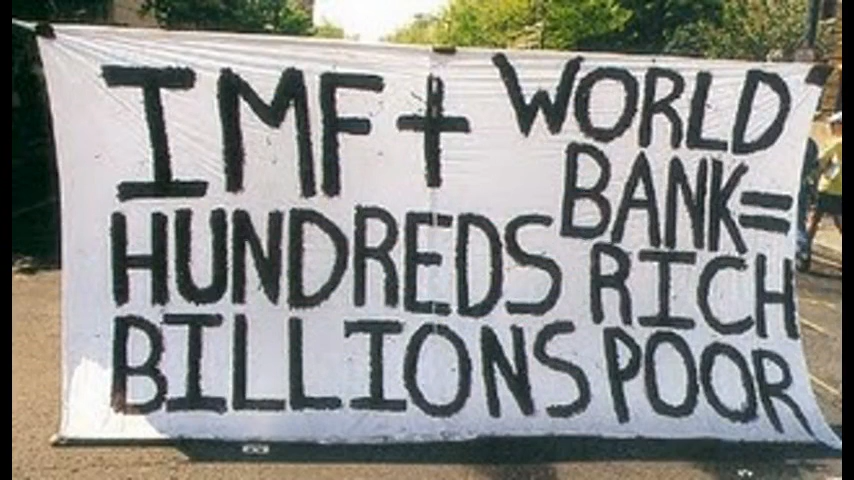 IMF + WORLD
BANK =
HUNDREDS RICH
BILLIONS POOR